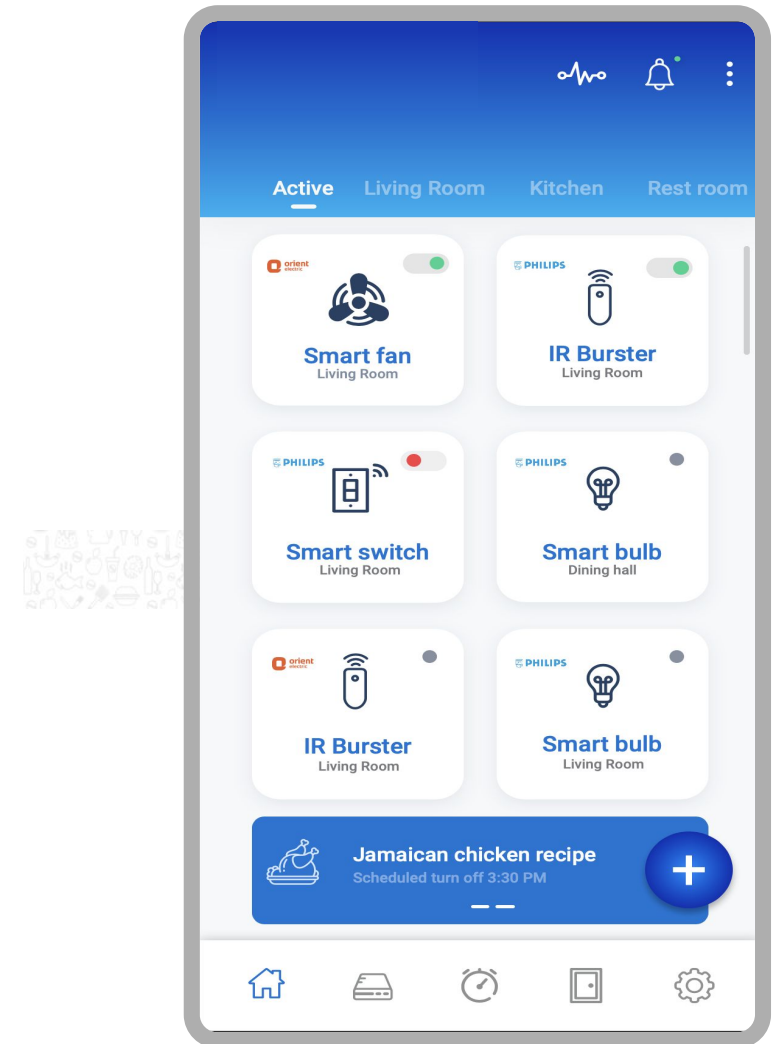 Active Living Room Kitchen Rest room
orient
electric
Smart fan
Living Room
PHILIPS
IR Burster
Living Room
PHILIPS
Smart switch
Living Room
PHILIPS
Smart bulb
Dining hall
orient
electric
IR Burster
Living Room
PHILIPS
Smart bulb
Living Room
Jamaican chicken recipe
Scheduled turn off 3:30 PM